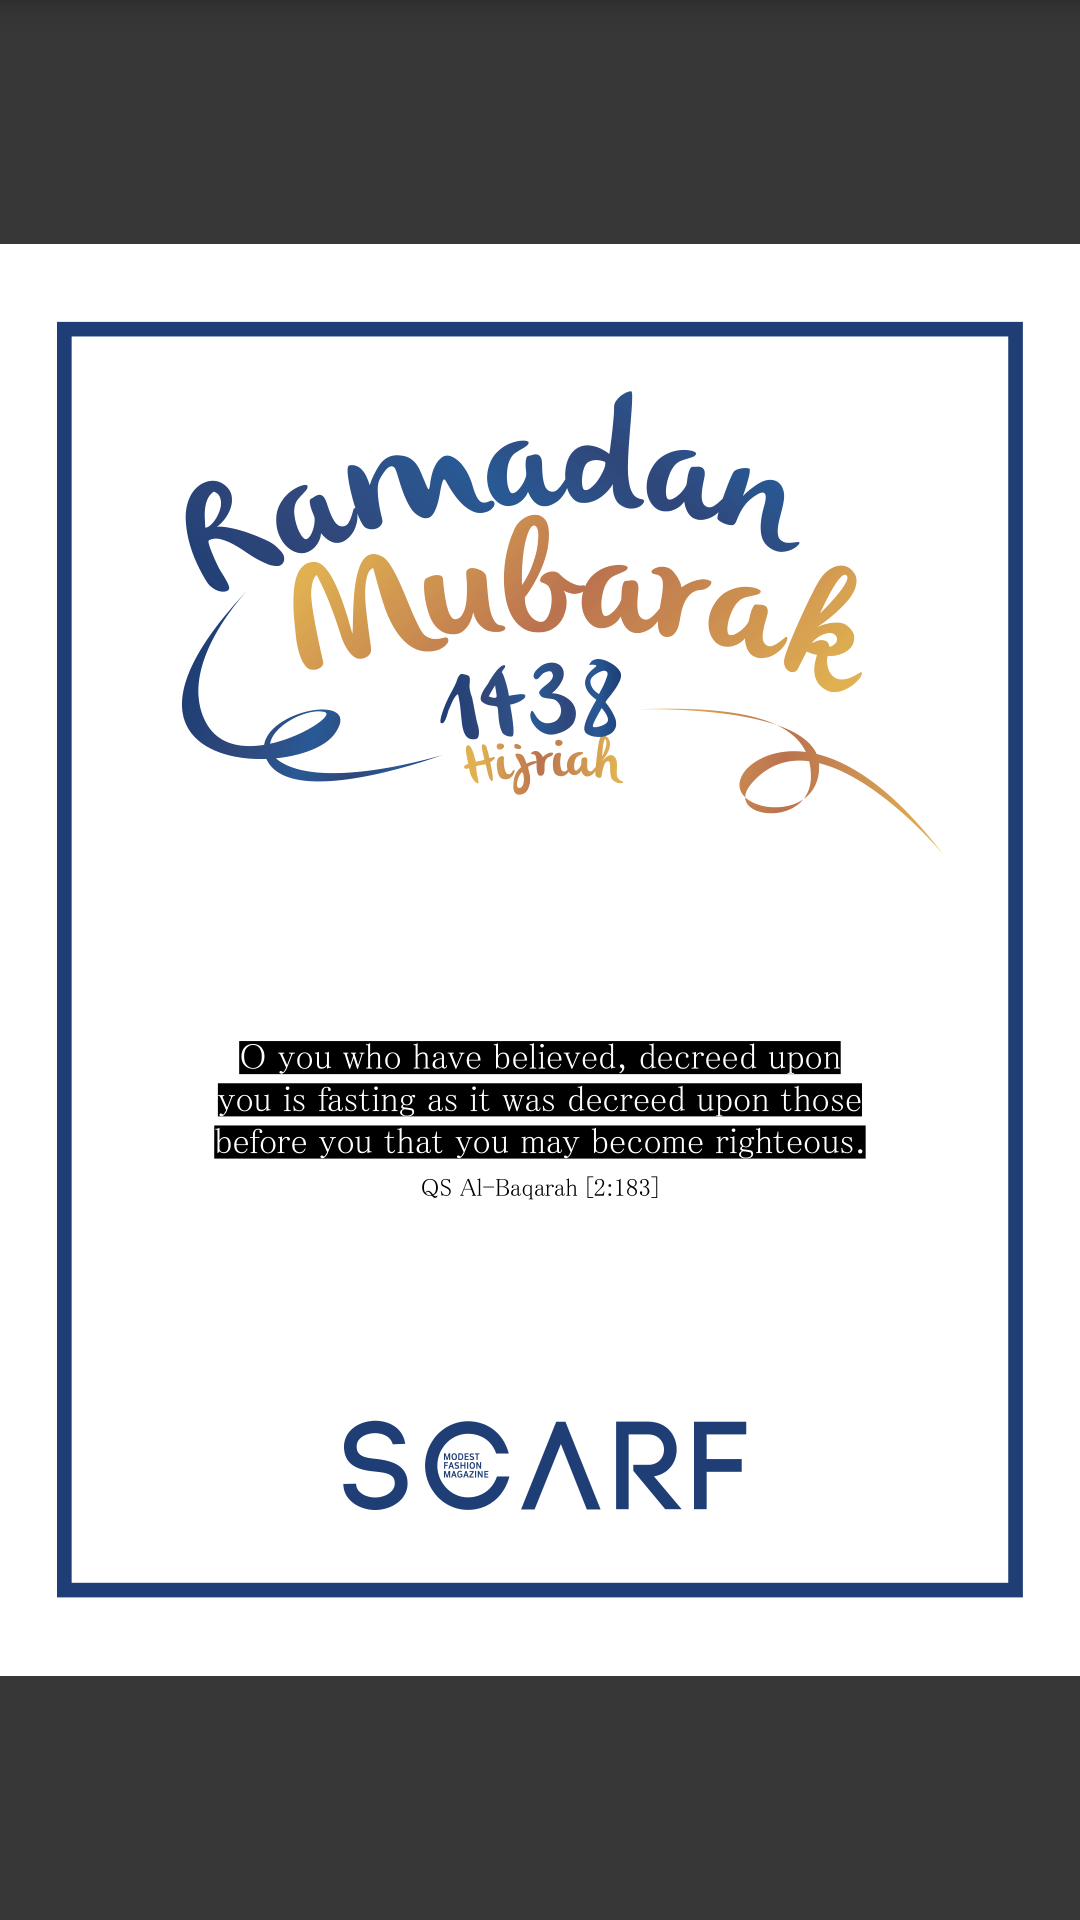 Ramadan
Mubarak
1438
Hijriah
O you who have believed, decreed upon
you is fasting as it was decreed upon those
before you that you may become righteous.
QS Al-Baqarah [2:183]
SCARF
MODEST
FASHION
MAGAZINE